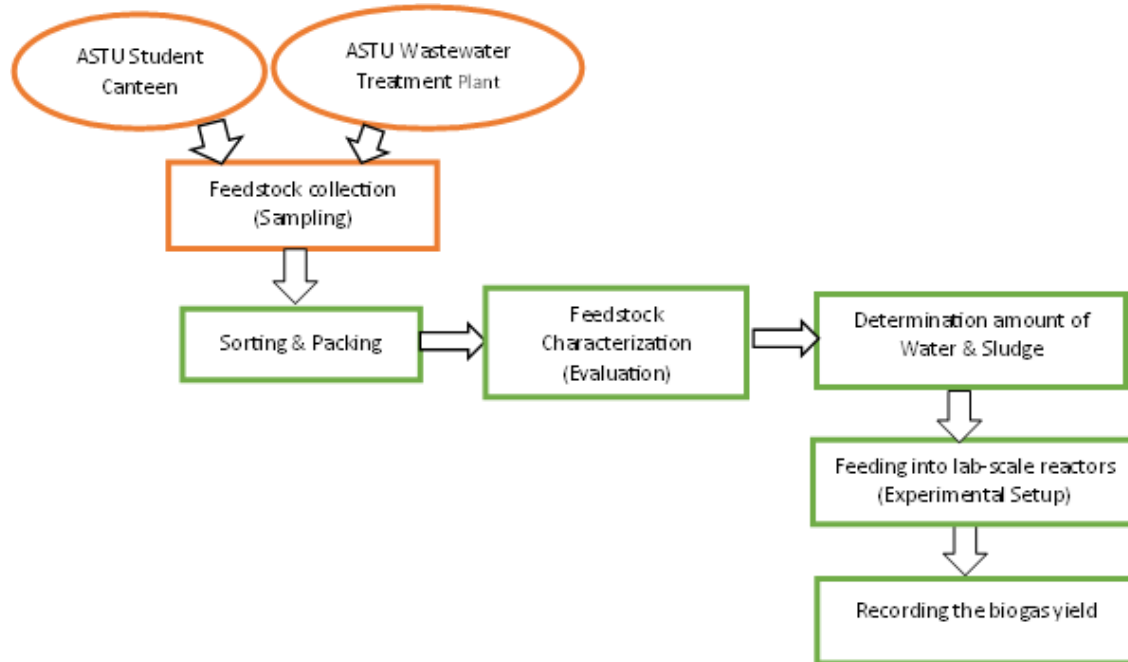 ASTU Student
Canteen
ASTU Wastewater
Treatment Plant
Feedstock collection
(Sampling)
Sorting & Packing
Feedstock
Characterization
(Evaluation)
Determination amount of
Water & Sludge
Feeding into lab-scale reactors
(Experimental Setup)
Recording the biogas yield